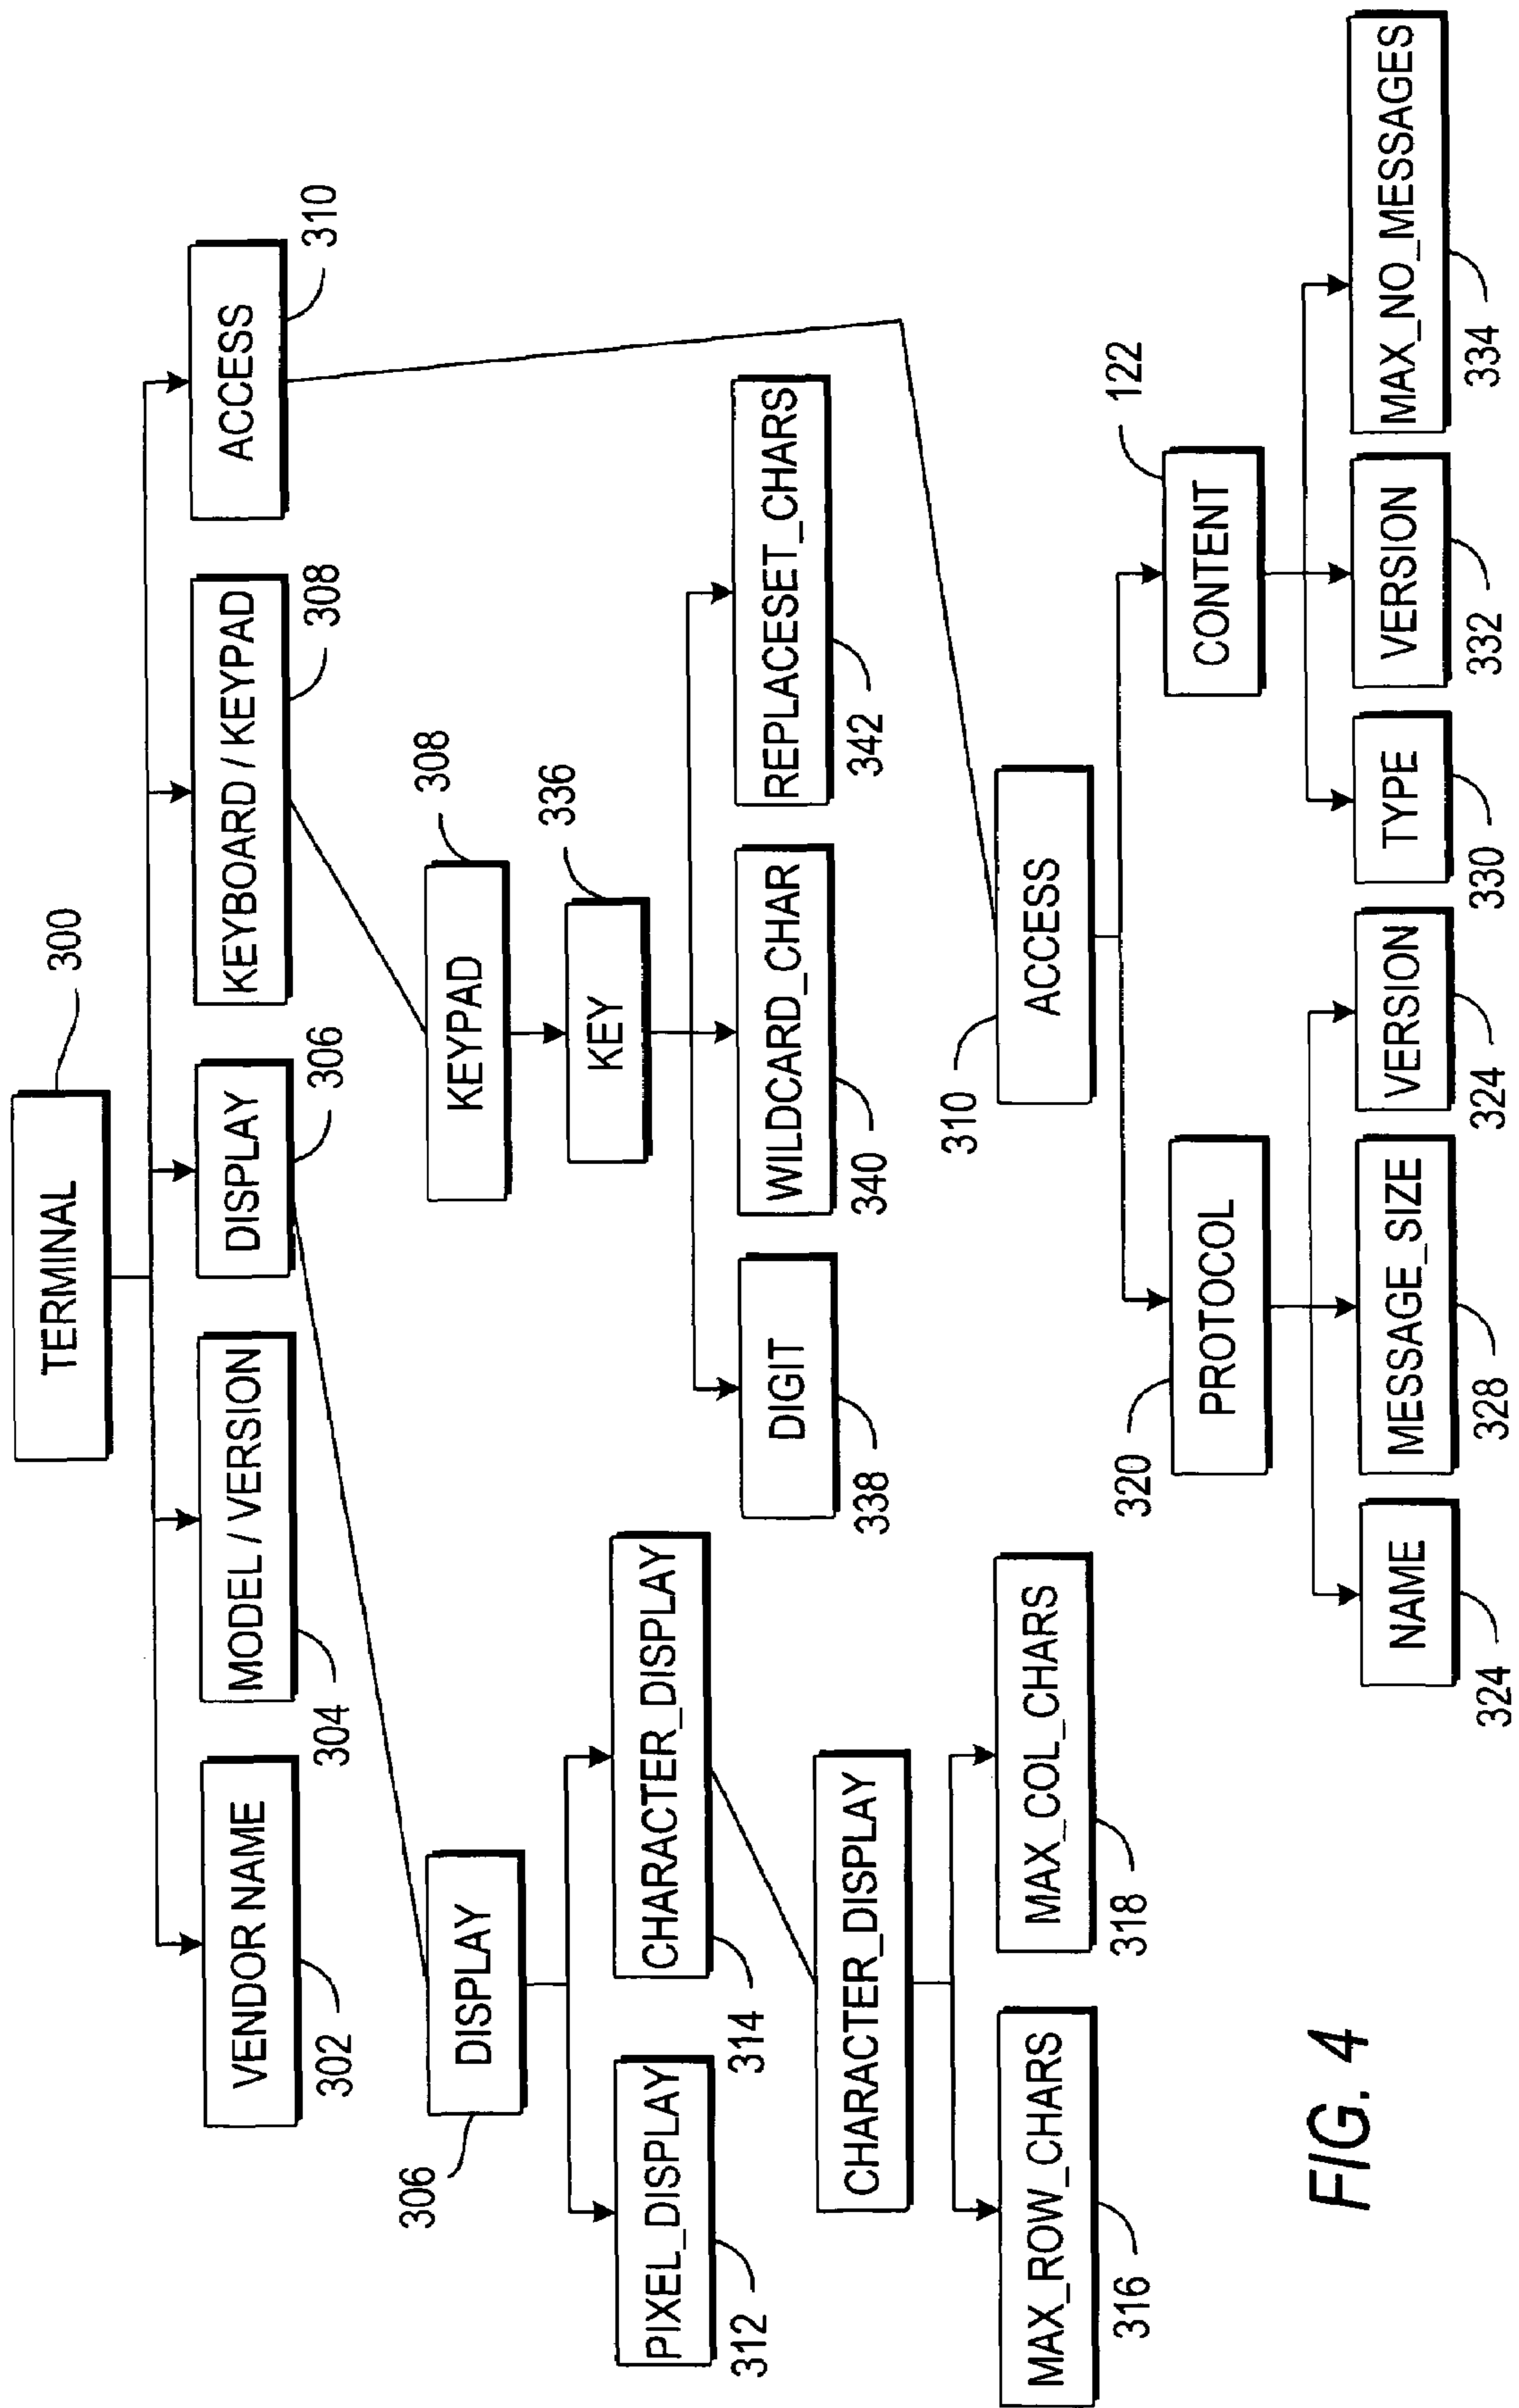 TERMINAL
300
VENDOR NAME
302
MODEL / VERSION
304
DISPLAY
306
KEYBOARD / KEYPAD
308
ACCESS
310
DISPLAY
306
KEYPAD
308
KEY
336
PIXEL_DISPLAY
312
CHARACTER_DISPLAY
314
DIGIT
338
WILDCARD_CHAR
340
REPLACESET_CHARS
342
CHARACTER_DISPLAY
MAX_ROW_CHARS
316
MAX_COL_CHARS
318
ACCESS
310
PROTOCOL
320
CONTENT
122
NAME
324
MESSAGE_SIZE
328
VERSION
324
TYPE
330
VERSION
332
MAX_NO_MESSAGES
334
FIG. 4